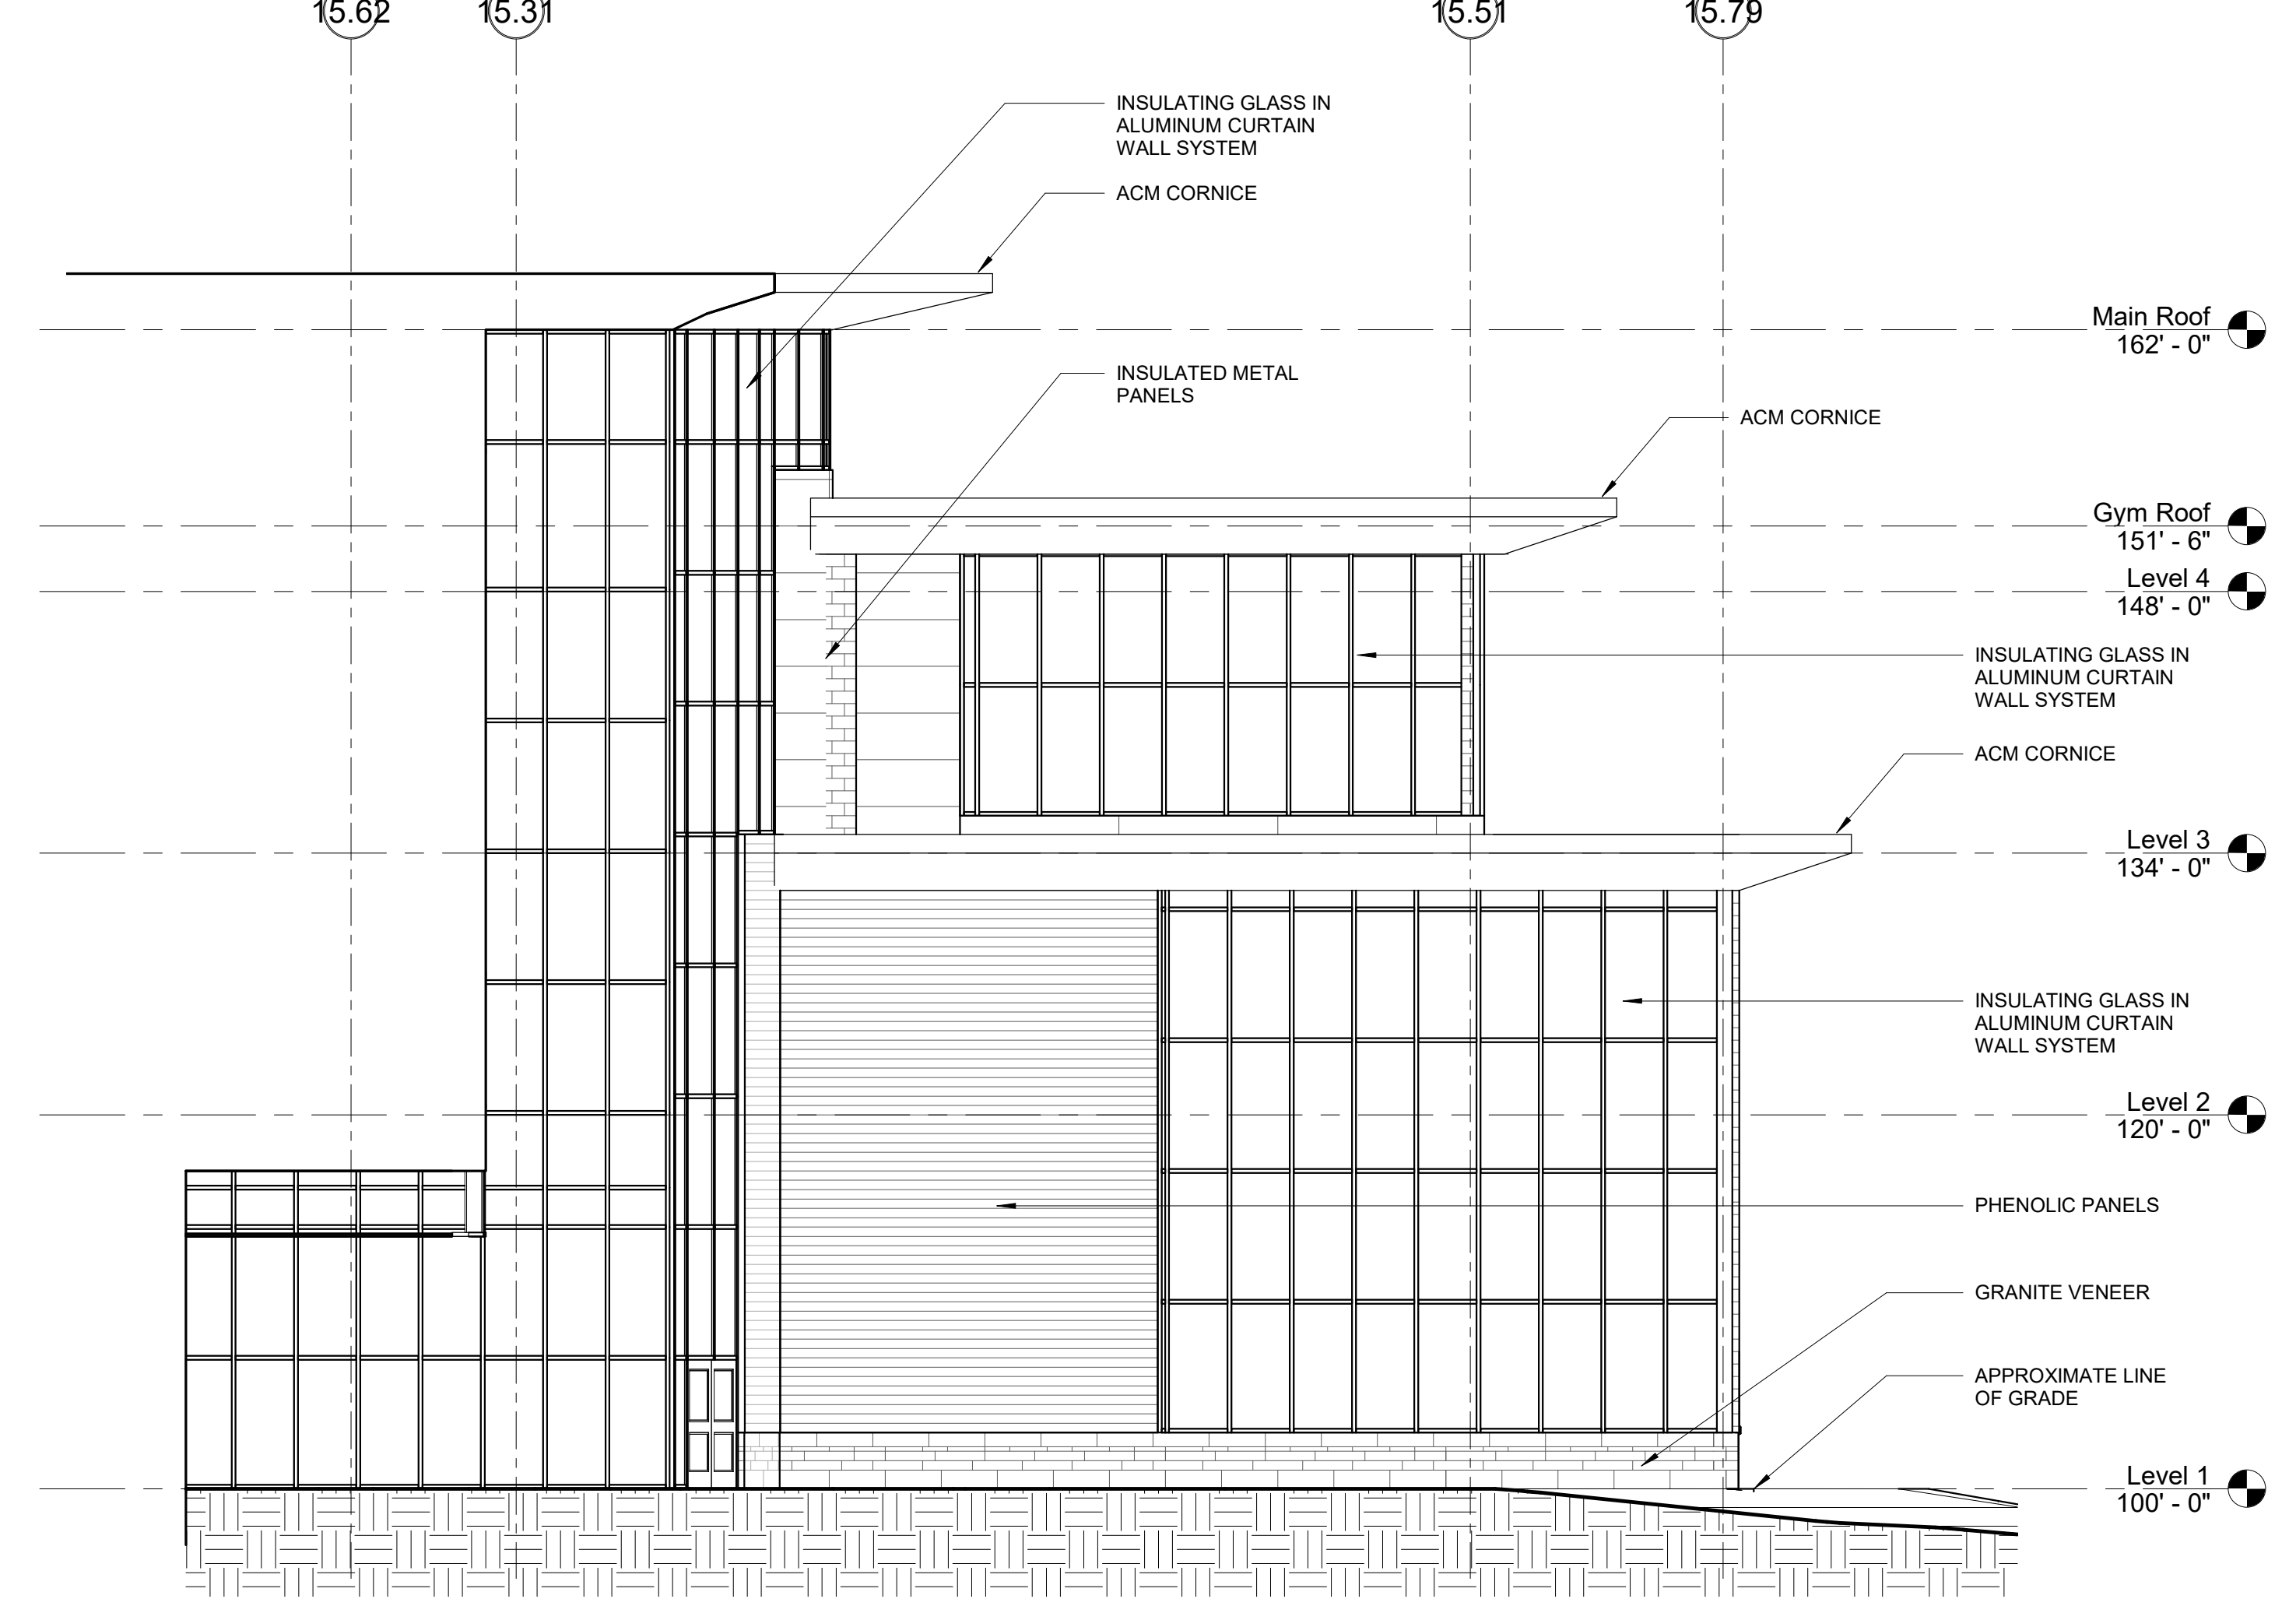 15.62
15.31
15.51
15.79
INSULATING GLASS IN
ALUMINUM CURTAIN
WALL SYSTEM
ACM CORNICE
Main Roof
162' - 0"
INSULATED METAL
PANELS
ACM CORNICE
Gym Roof
151' - 6"
Level 4
148' - 0"
INSULATING GLASS IN
ALUMINUM CURTAIN
WALL SYSTEM
ACM CORNICE
Level 3
134' - 0"
INSULATING GLASS IN
ALUMINUM CURTAIN
WALL SYSTEM
Level 2
120' - 0"
PHENOLIC PANELS
GRANITE VENEER
APPROXIMATE LINE
OF GRADE
Level 1
100' - 0"